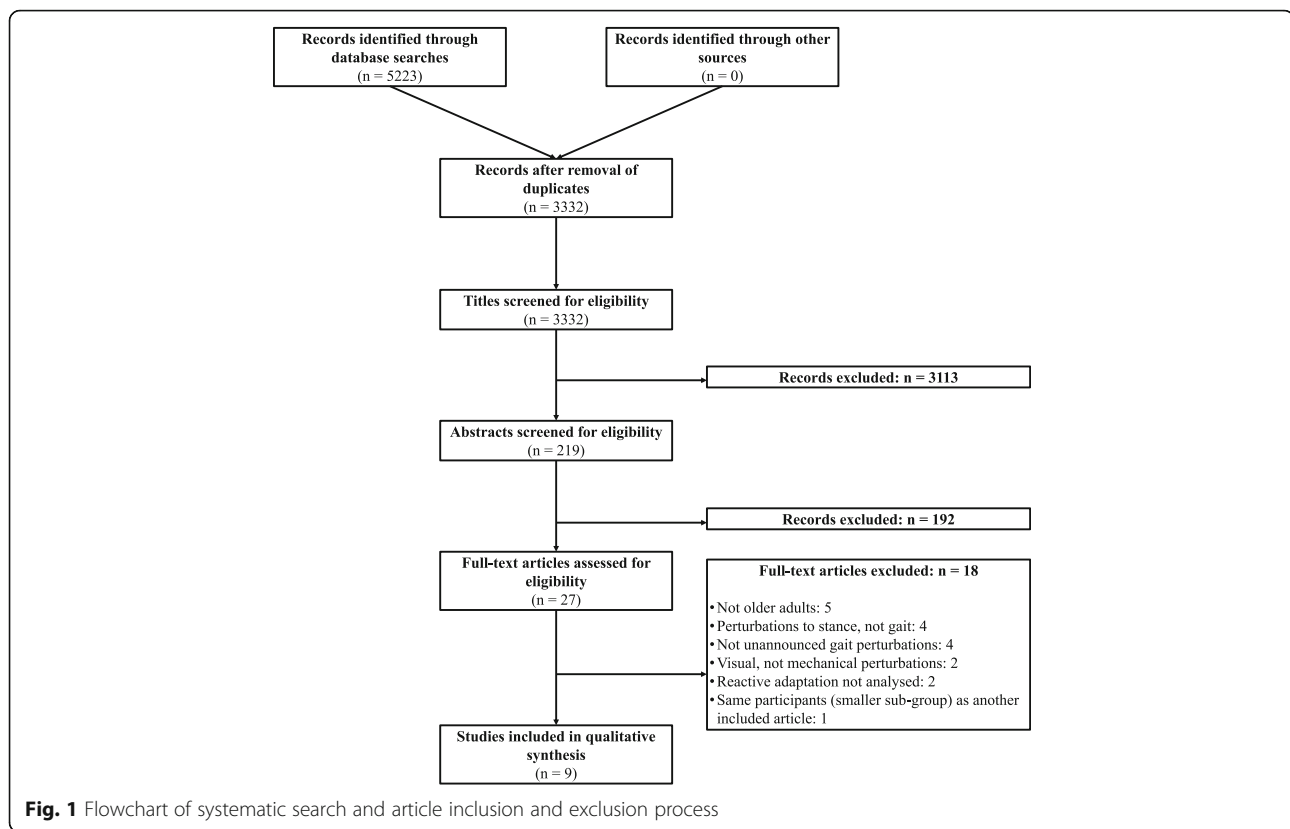 Records identified through
database searches
(n = 5223)
Records identified through other
sources
(n = 0)
Records after removal of
duplicates
(n = 3332)
Titles screened for eligibility
(n = 3332)
Records excluded: n = 3113
Abstracts screened for eligibility
(n = 219)
Records excluded: n = 192
Full-text articles assessed for
eligibility
(n = 27)
Full-text articles excluded: n = 18
•Not older adults: 5
•Perturbations to stance, not gait: 4
•Not unannounced gait perturbations: 4
•Visual, not mechanical perturbations: 2
•Reactive adaptation not analysed: 2
•Same participants (smaller sub-group) as another
included article: 1
Studies included in qualitative
synthesis
(n = 9)
Fig. 1 Flowchart of systematic search and article inclusion and exclusion process